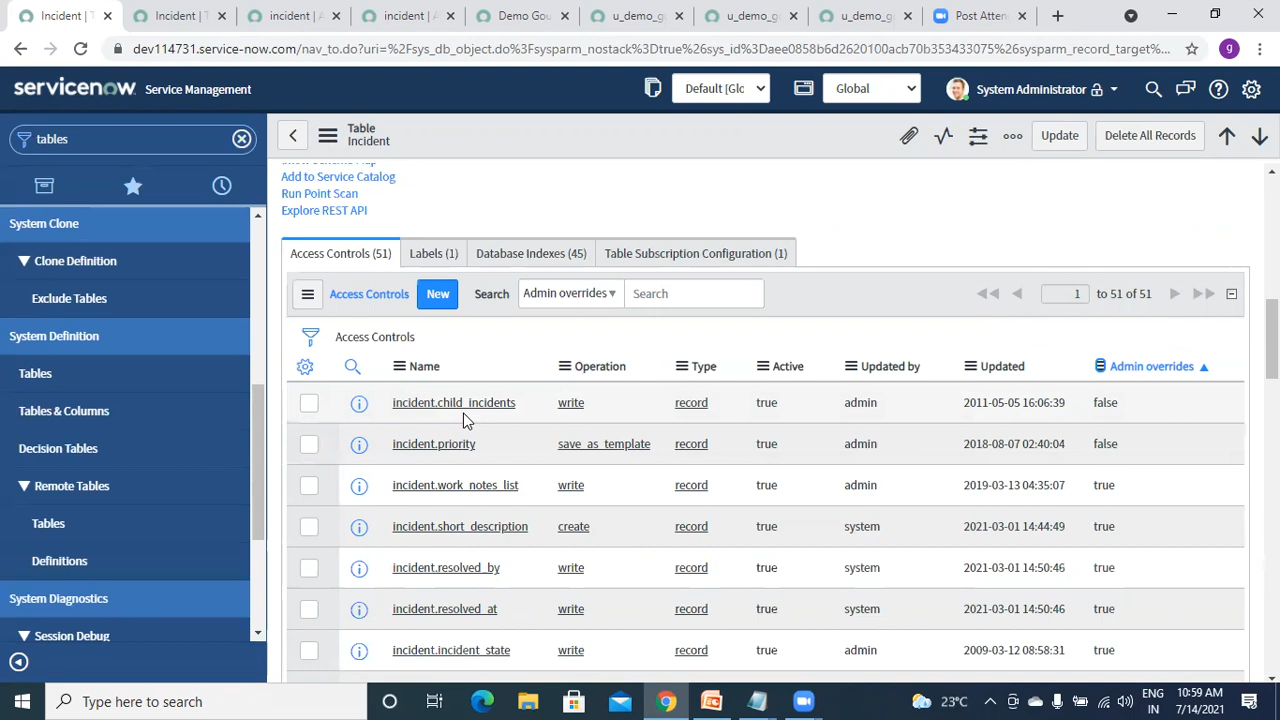 Incident | T
Incident | T
incident | A
incident | A
Demo Gou
u_demo_g
u_demo_g
u_demo_g
Post Atten
dev114731.service-now.com/nav_to.do?uri=%2Fsys_db_object.do%3Fsysparm_nostack%3Dtrue%26sys_id%3Daee0858b6d2620100acb70b353433075%26sysparm_record_target%...
g
servicenow Service Management
Default [Glo
Global
System Administrator
tables
Table
Incident
Update
Delete All Records
Add to Service Catalog
Run Point Scan
Explore REST API
System Clone
Clone Definition
Exclude Tables
System Definition
Tables
Tables & Columns
Decision Tables
Remote Tables
Tables
Definitions
System Diagnostics
Session Debug
Access Controls (51) Labels (1) Database Indexes (45) Table Subscription Configuration (1)
Access Controls New Search Admin overrides Search 1 to 51 of 51
Access Controls
Name Operation Type Active Updated by Updated Admin overrides
incident.child_incidents write record true admin 2011-05-05 16:06:39 false
incident.priority save_as_template record true admin 2018-08-07 02:40:04 false
incident.work_notes_list write record true admin 2019-03-13 04:35:07 true
incident.short_description create record true system 2021-03-01 14:44:49 true
incident.resolved_by write record true system 2021-03-01 14:50:46 true
incident.resolved_at write record true system 2021-03-01 14:50:46 true
incident.incident_state write record true admin 2009-03-12 08:58:31 true
Type here to search
23°C
ENG
IN
10:59 AM
7/14/2021